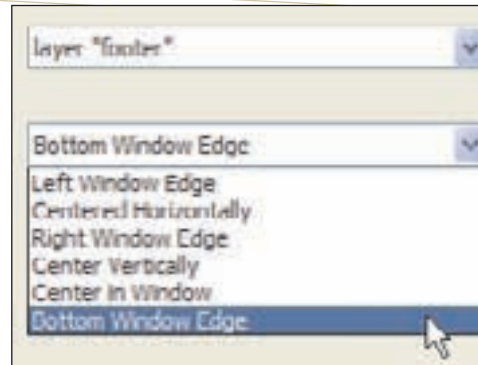 layer "footer"
Bottom Window Edge
Left Window Edge
Centered Horizontally
Right Window Edge
Center Vertically
Center in Window
Bottom Window Edge